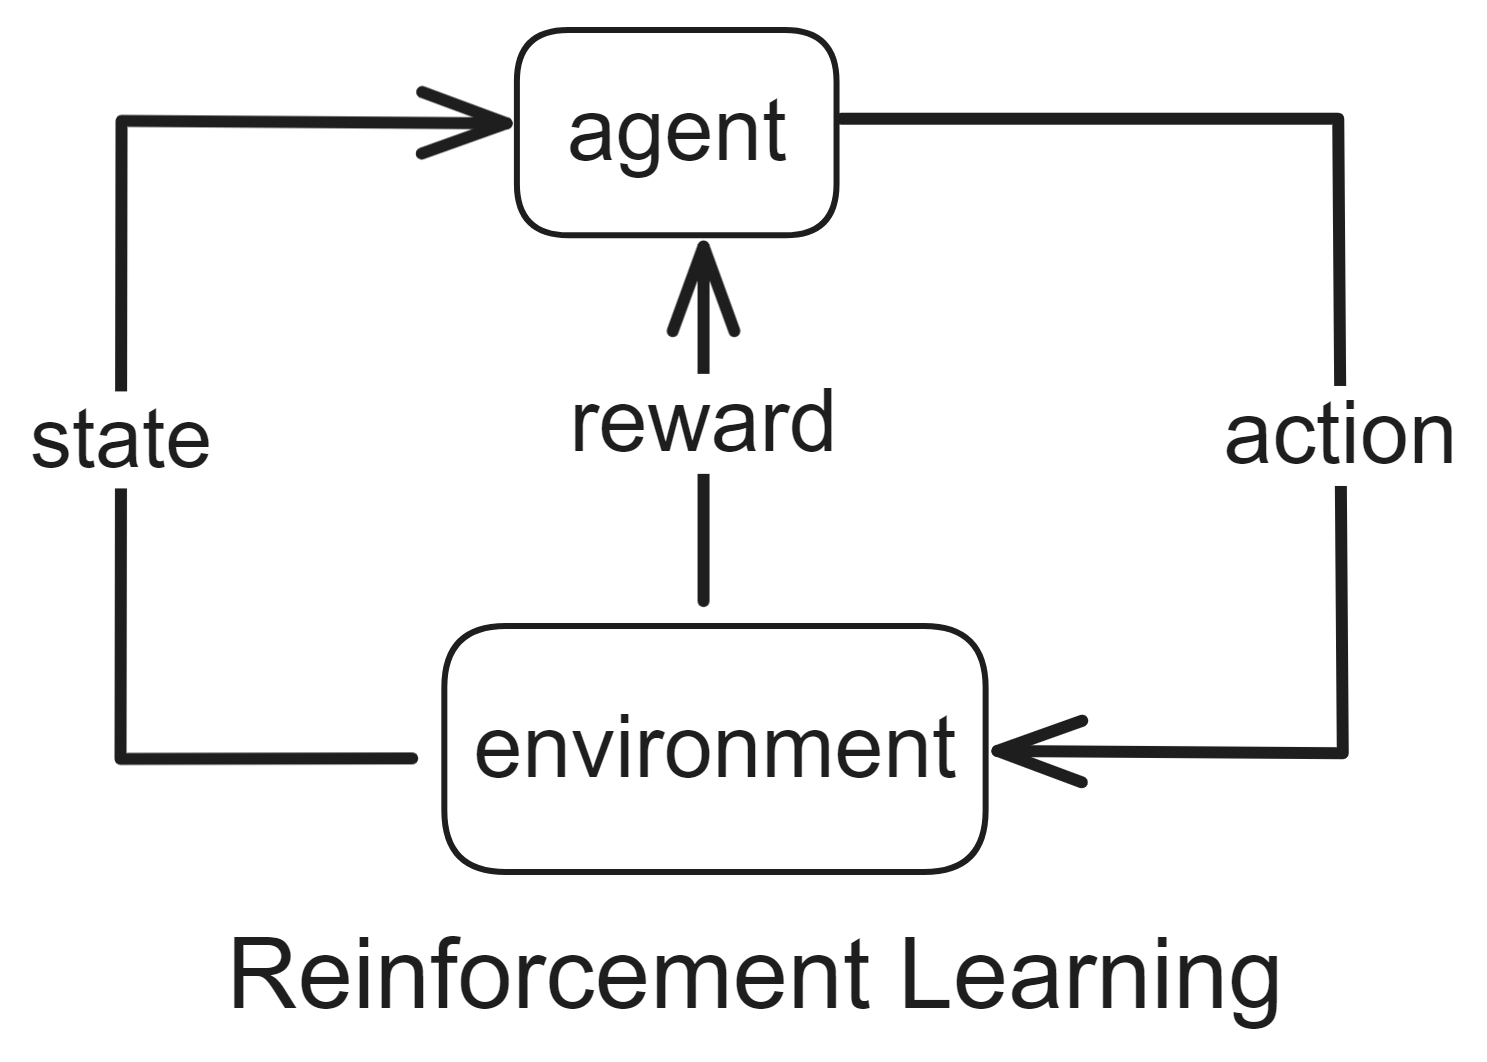 agent
state
reward
action
environment
Reinforcement Learning